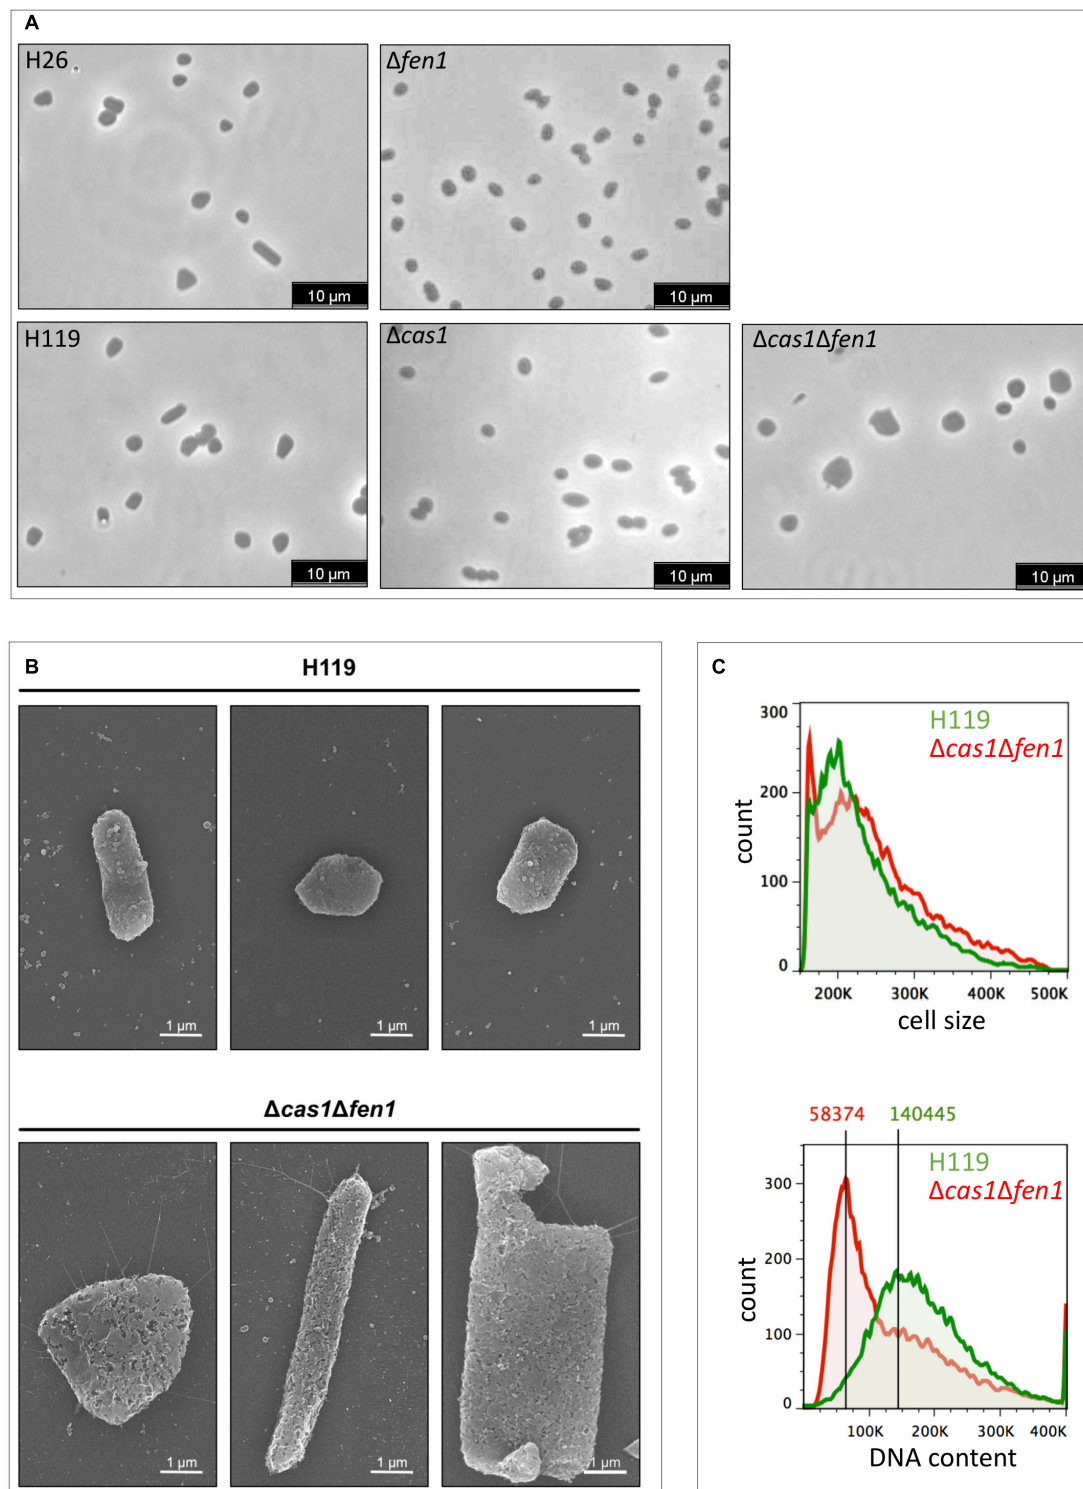 A
H26
Δfen1
10 µm
10 µm
H119
Δcas1
Δcas1Δfen1
10 µm
10 µm
10 µm
B
H119
1 µm
1 µm
1 µm
Δcas1Δfen1
1 µm
1 µm
1 µm
C
H119
Δcas1Δfen1
300
200
100
0
count
200K
300K
400K
500K
cell size
58374
140445
H119
Δcas1Δfen1
300
200
100
0
count
100K
200K
300K
400K
DNA content